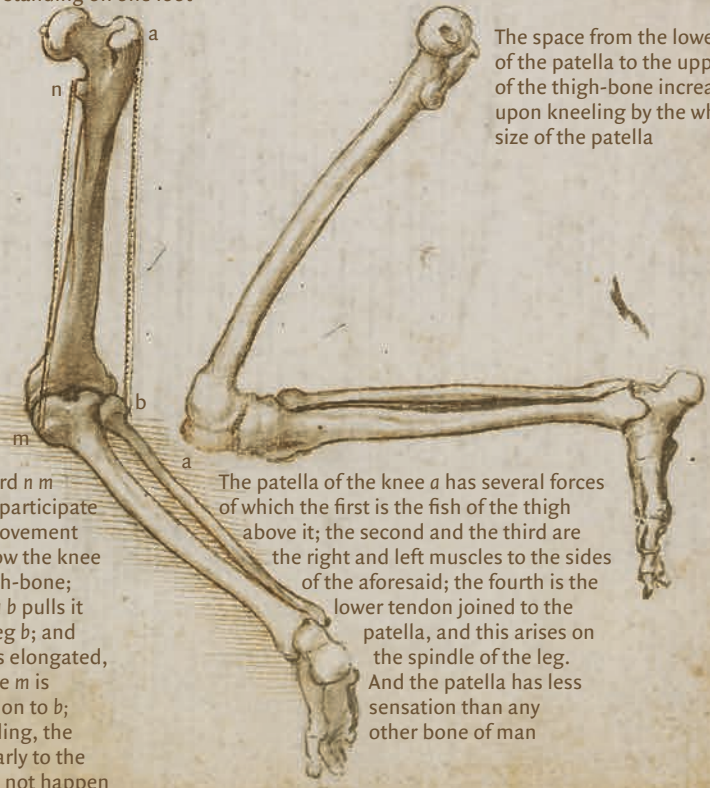 standing on one foot
a
n
The space from the lowe
of the patella to the upp
of the thigh-bone increa
upon kneeling by the wh
size of the patella
b
m
a
rd n m
participate
ovement
ow the knee
h-bone;
b pulls it
eg b; and
s elongated,
e m is
on to b;
ling, the
arly to the
not happen
The patella of the knee a has several forces
of which the first is the fish of the thigh
above it; the second and the third are
the right and left muscles to the sides
of the aforesaid; the fourth is the
lower tendon joined to the
patella, and this arises on
the spindle of the leg.
And the patella has less
sensation than any
other bone of man